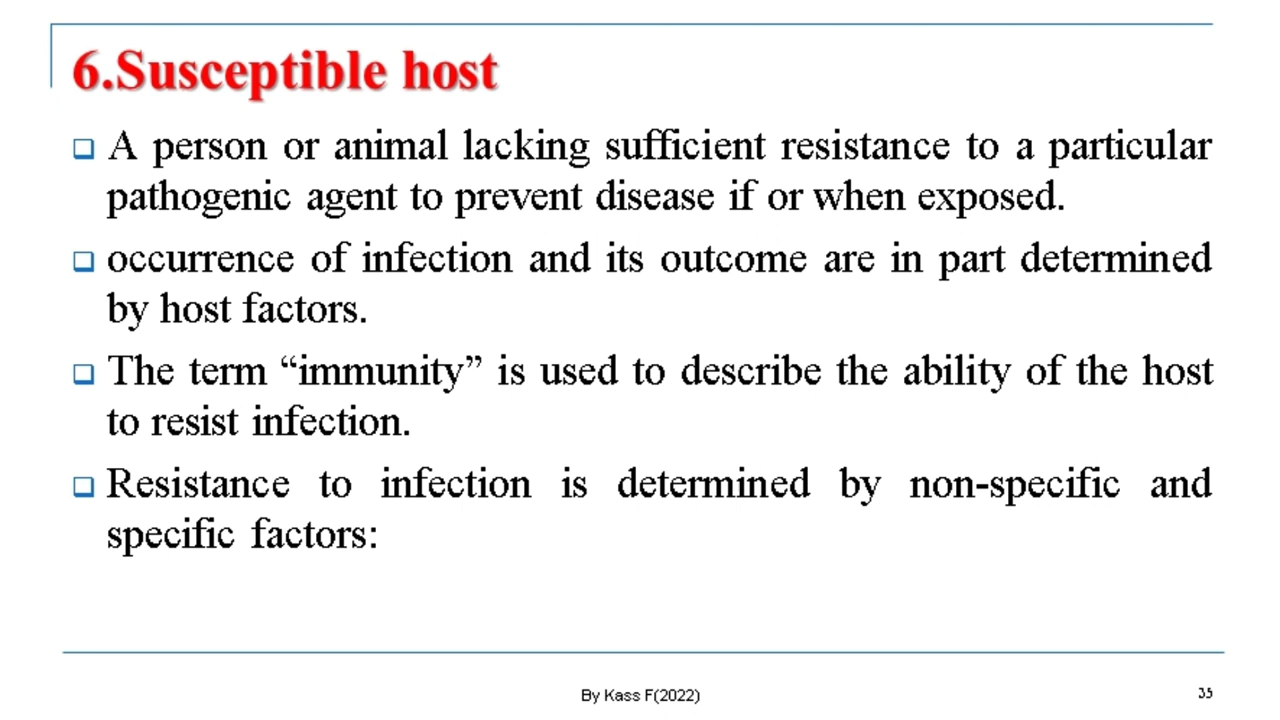 6.Susceptible host
❑ A person or animal lacking sufficient resistance to a particular
pathogenic agent to prevent disease if or when exposed.
❑ occurrence of infection and its outcome are in part determined
by host factors.
❑ The term “immunity” is used to describe the ability of the host
to resist infection.
❑ Resistance to infection is determined by non-specific and
specific factors:
By Kass F(2022)
35